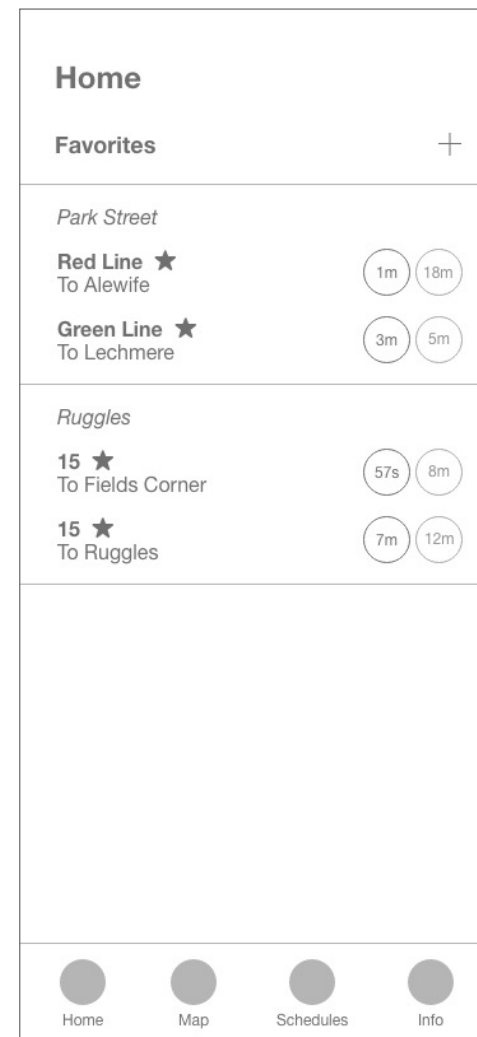 Home
Favorites
Park Street
Red Line
To Alewife
1m 18m
Green Line
To Lechmere
3m 5m
Ruggles
15
To Fields Corner
57s 8m
15
To Ruggles
7m 12m
Home Map Schedules Info